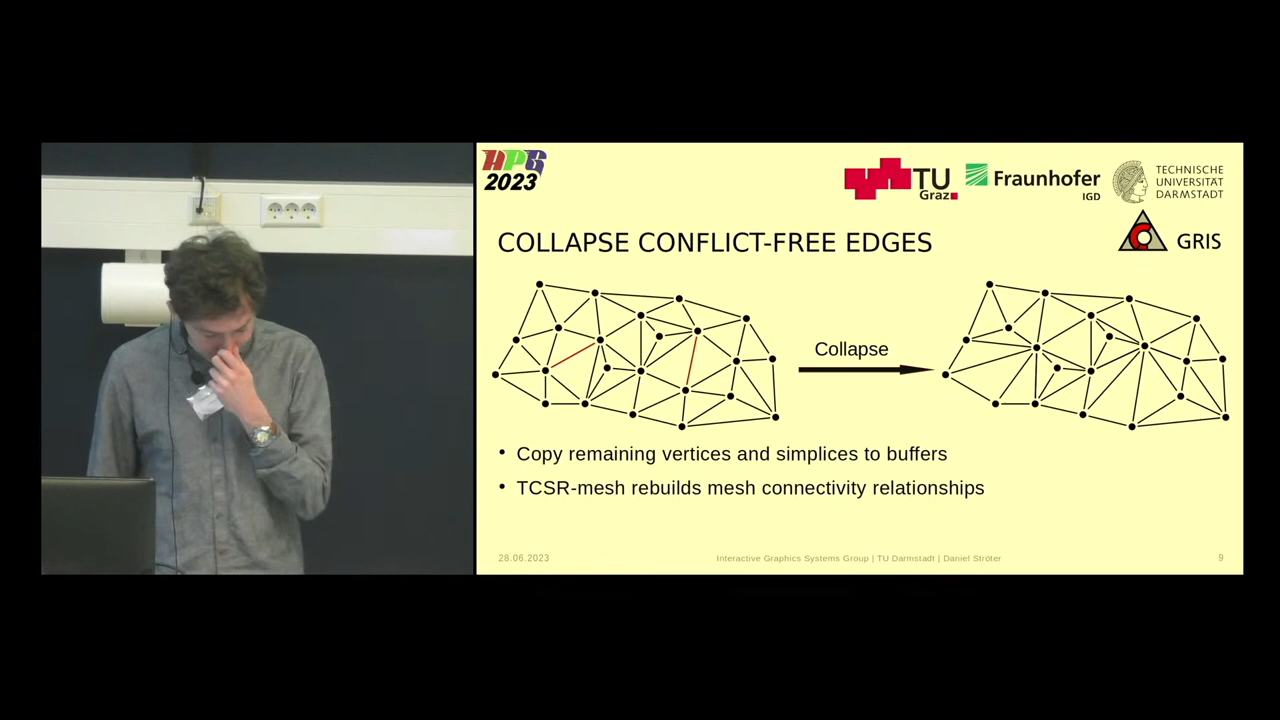 HPG
2023
TU
Graz
Fraunhofer
IGD
TECHNISCHE
UNIVERSITÄT
DARMSTADT
GRIS
COLLAPSE CONFLICT-FREE EDGES
Collapse
• Copy remaining vertices and simplices to buffers
• TCSR-mesh rebuilds mesh connectivity relationships
28.06.2023
Interactive Graphics Systems Group | TU Darmstadt | Daniel Ströter
9